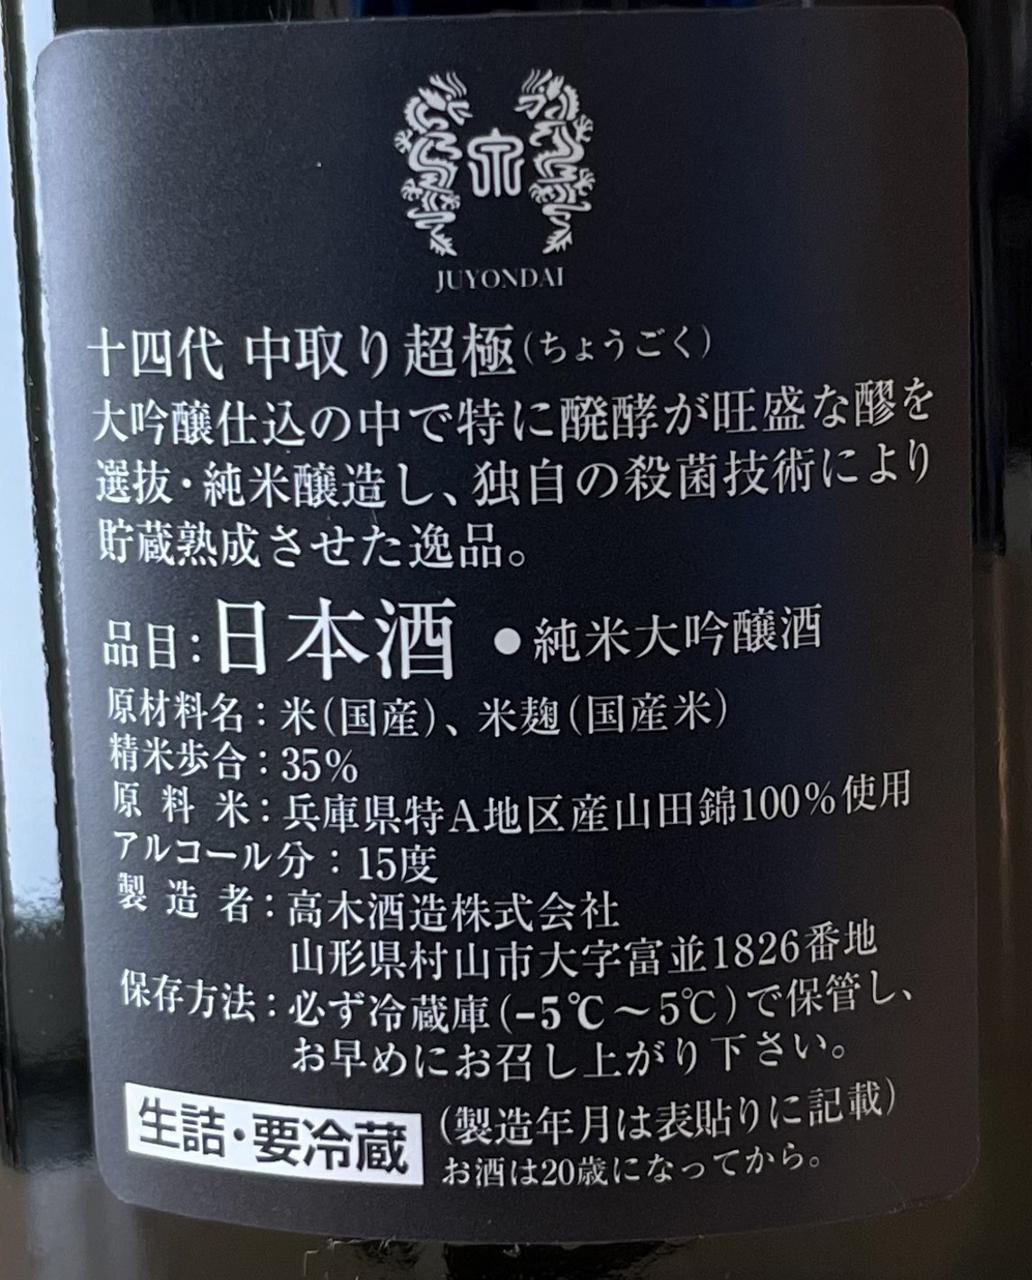 JUYONDAI
十四代 中取り超極(ちょうごく)
大吟醸仕込の中で特に醗酵が旺盛な醪を
選抜・純米醸造し、独自の殺菌技術により
貯蔵熟成させた逸品。
品目:日本酒 ●純米大吟醸酒
原材料名:米(国産)、米麹(国産米)
精米歩合:35%
原料米:兵庫県特A地区産山田錦100%使用
アルコール分:15度
製造者:高木酒造株式会社
山形県村山市大字富並1826番地
保存方法:必ず冷蔵庫(−5℃〜5℃)で保管し、
お早めにお召し上がり下さい。
生詰・要冷蔵 (製造年月は表貼りに記載)
お酒は20歳になってから。